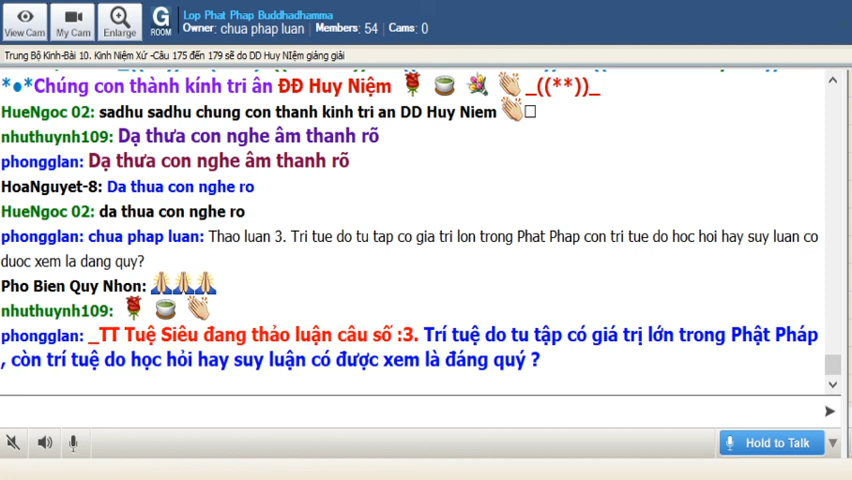 View Cam
My Cam
Enlarge
G
ROOM
Lop Phat Phap Buddhadhamma
Owner: chua phap luan | Members: 54 | Cams: 0
Trung Bộ Kinh-Bài 10. Kinh Niệm Xứ -Câu 175 đến 179 sẽ do DD Huy NIệm giảng giải
*●*Chúng con thành kính tri ân ĐĐ Huy Niệm _((**))_
HueNgoc 02: sadhu sadhu chung con thanh kinh tri an DD Huy Niem
nhuthuynh109: Dạ thưa con nghe âm thanh rõ
phongglan: Dạ thưa con nghe âm thanh rõ
HoaNguyet-8: Da thua con nghe ro
HueNgoc 02: da thua con nghe ro
phongglan: chua phap luan: Thao luan 3. Tri tue do tu tap co gia tri lon trong Phat Phap con tri tue do hoc hoi hay suy luan co
duoc xem la dang quy?
Pho Bien Quy Nhon:
nhuthuynh109:
phongglan: _TT Tuệ Siêu đang thảo luận câu số :3. Trí tuệ do tu tập có giá trị lớn trong Phật Pháp
, còn trí tuệ do học hỏi hay suy luận có được xem là đáng quý ?
Hold to Talk